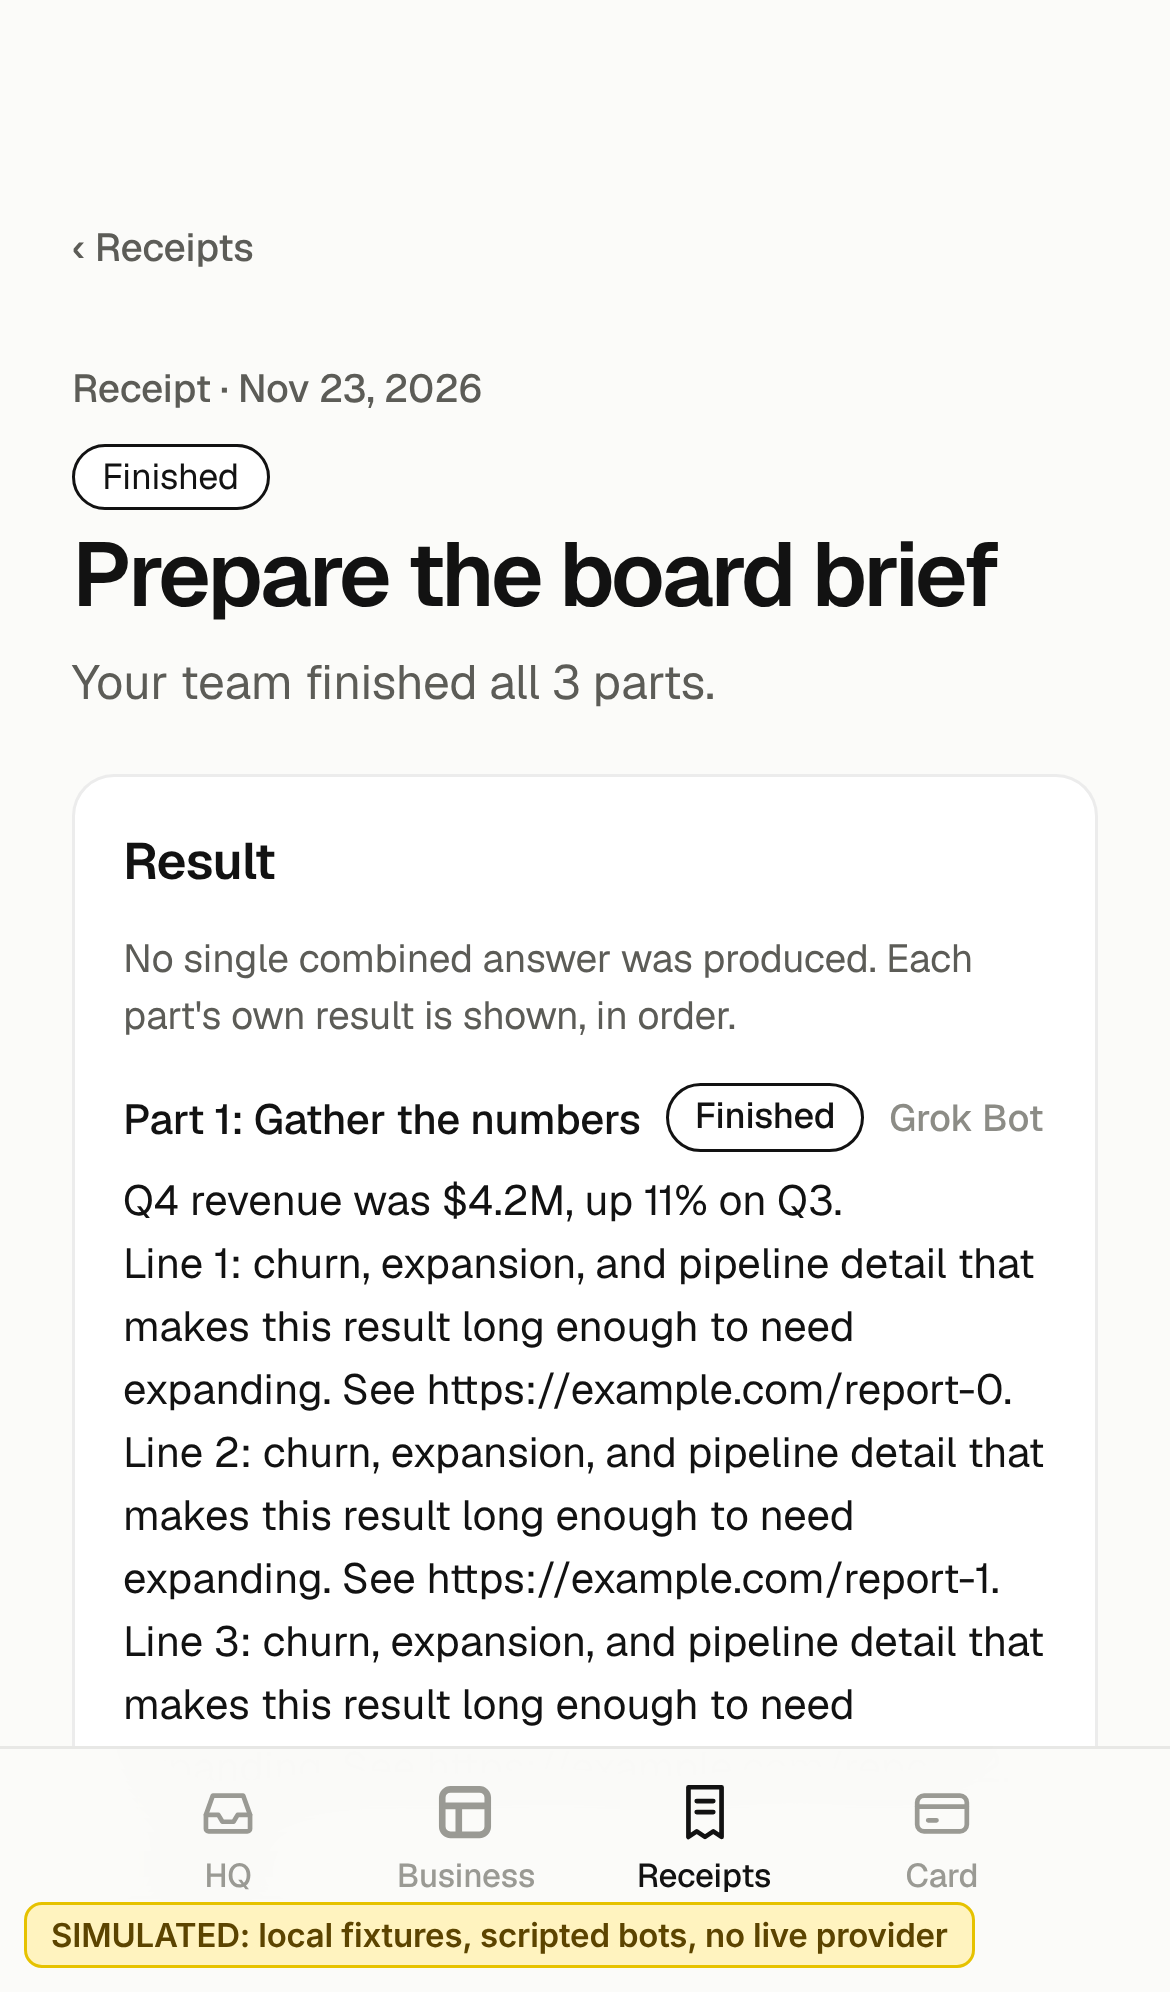 ‹ Receipts
Receipt · Nov 23, 2026
Finished
Prepare the board brief
Your team finished all 3 parts.
Result
No single combined answer was produced. Each
part's own result is shown, in order.
Part 1: Gather the numbers Finished Grok Bot
Q4 revenue was $4.2M, up 11% on Q3.
Line 1: churn, expansion, and pipeline detail that
makes this result long enough to need
expanding. See https://example.com/report-0.
Line 2: churn, expansion, and pipeline detail that
makes this result long enough to need
expanding. See https://example.com/report-1.
Line 3: churn, expansion, and pipeline detail that
makes this result long enough to need
HQ Business Receipts Card
SIMULATED: local fixtures, scripted bots, no live provider